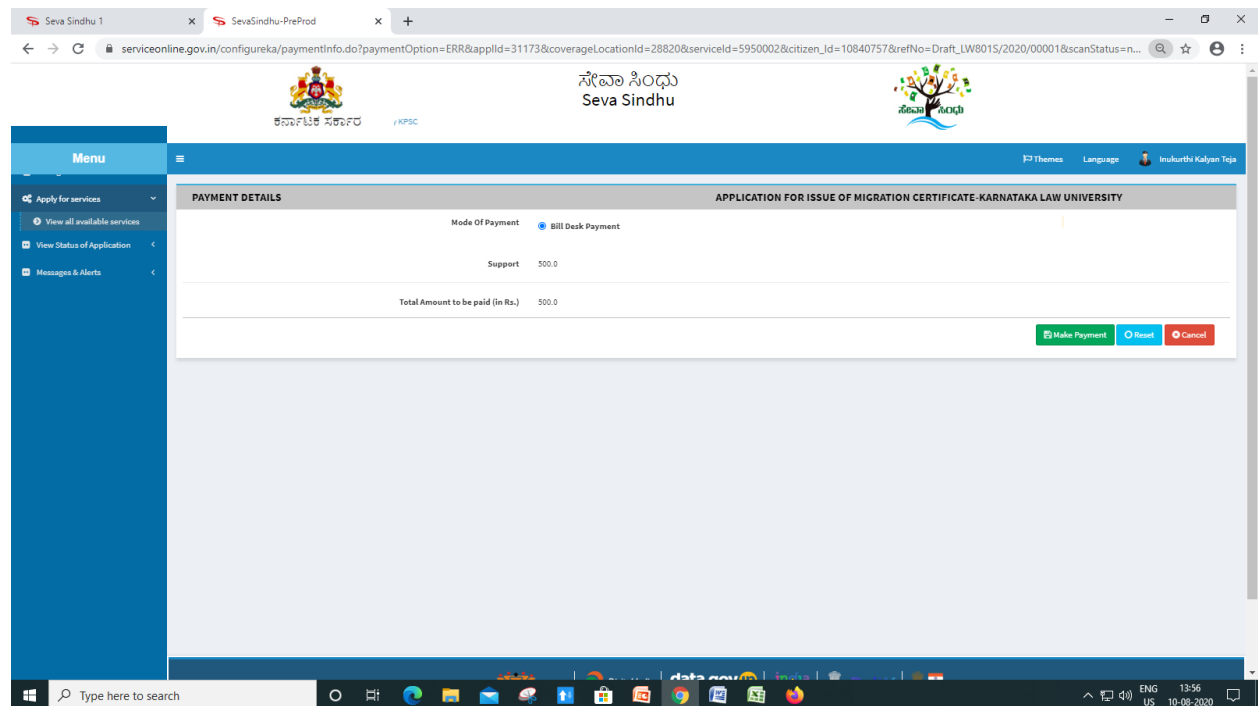 Seva Sindhu 1
SevaSindhu-PreProd
serviceonline.gov.in/configureka/paymentInfo.do?paymentOption=ERR&applId=31173&coverageLocationId=28820&serviceId=5950002&citizen_Id=10840757&refNo=Draft_LW801S/2020/00001&scanStatus=n...
ಕರ್ನಾಟಕ ಸರ್ಕಾರ
KPSC
ಸೇವಾ ಸಿಂಧು
Seva Sindhu
ಸೇವಾ ಸಿಂಧು
Menu
Themes Language Inukurthi Kalyan Teja
Apply for services
View all available services
View Status of Application
Messages & Alerts
PAYMENT DETAILS APPLICATION FOR ISSUE OF MIGRATION CERTIFICATE-KARNATAKA LAW UNIVERSITY
Mode Of Payment Bill Desk Payment
Support 500.0
Total Amount to be paid (in Rs.) 500.0
Make Payment Reset Cancel
data gov
Type here to search
ENG 13:56
US 10-08-2020